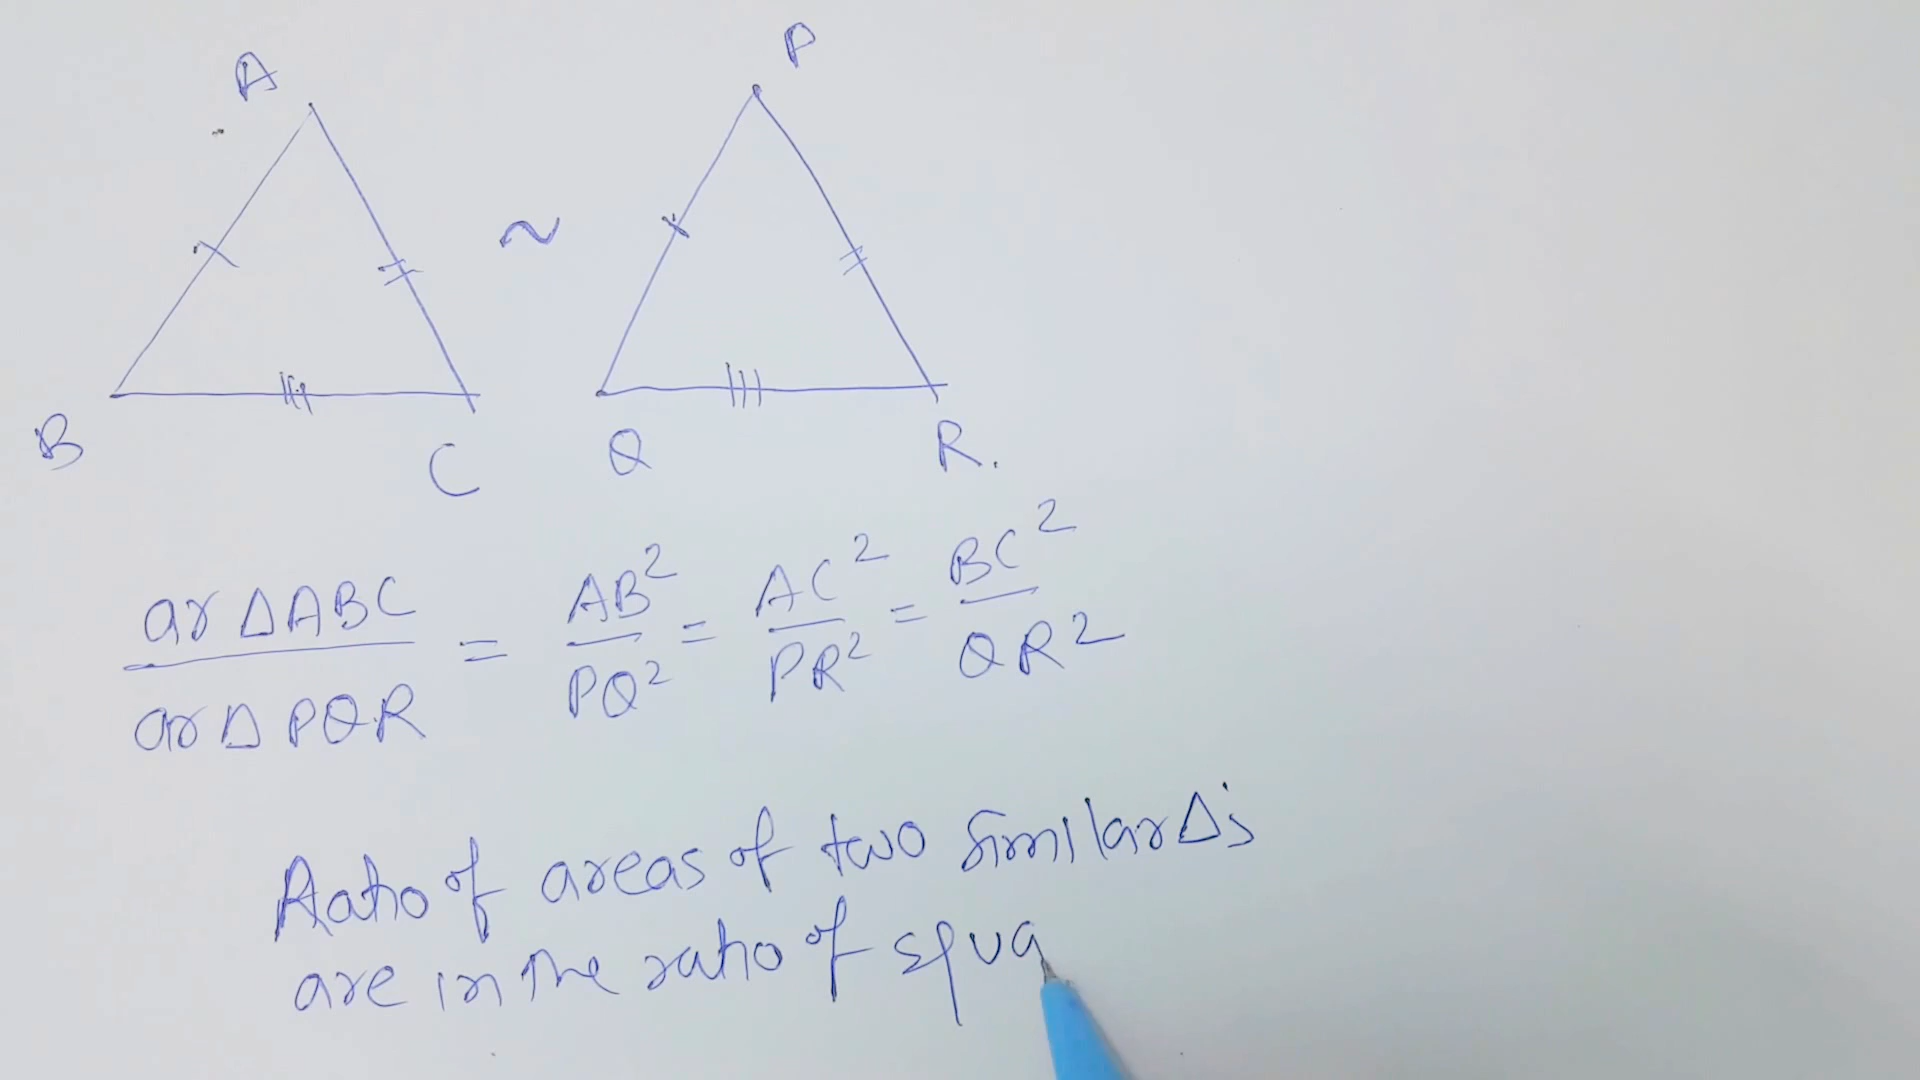 A P
~
B C Q R.
ar ΔABC / ar Δ PQR = AB² / PQ² = AC² / PR² = BC² / QR²
Ratio of areas of two similar Δ's
are in the ratio of squa